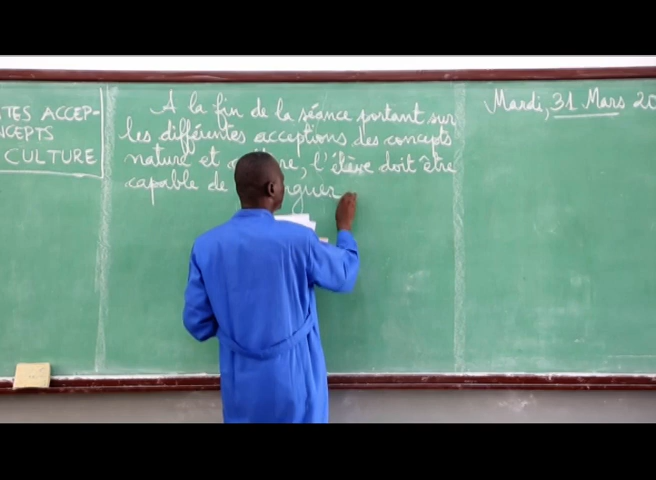 TES ACCEP-
NCEPTS
CULTURE
A la fin de la séance portant sur
les différentes acceptions des concepts
nature et, l'élève doit être
capable de
Mardi, 31 Mars 20